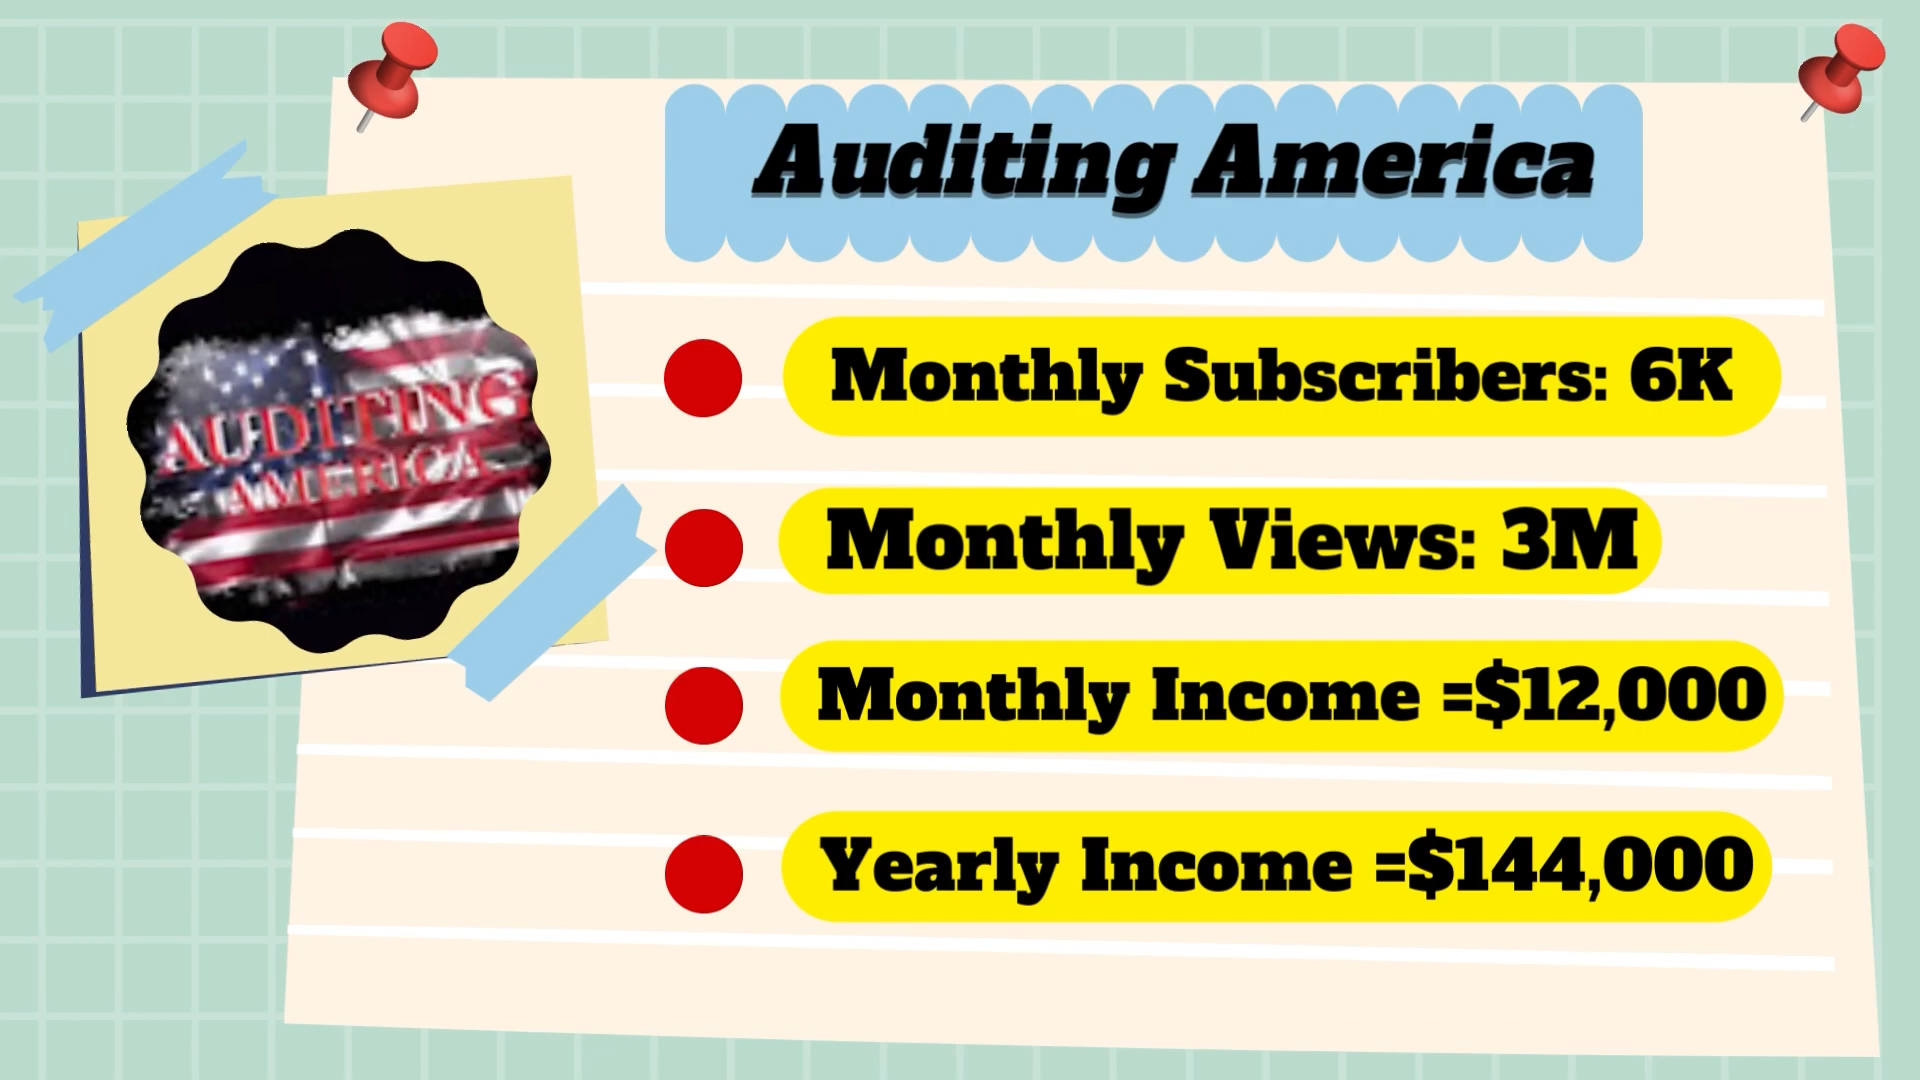 Auditing America
AUDITING
AMERICA
Monthly Subscribers: 6K
Monthly Views: 3M
Monthly Income =$12,000
Yearly Income =$144,000